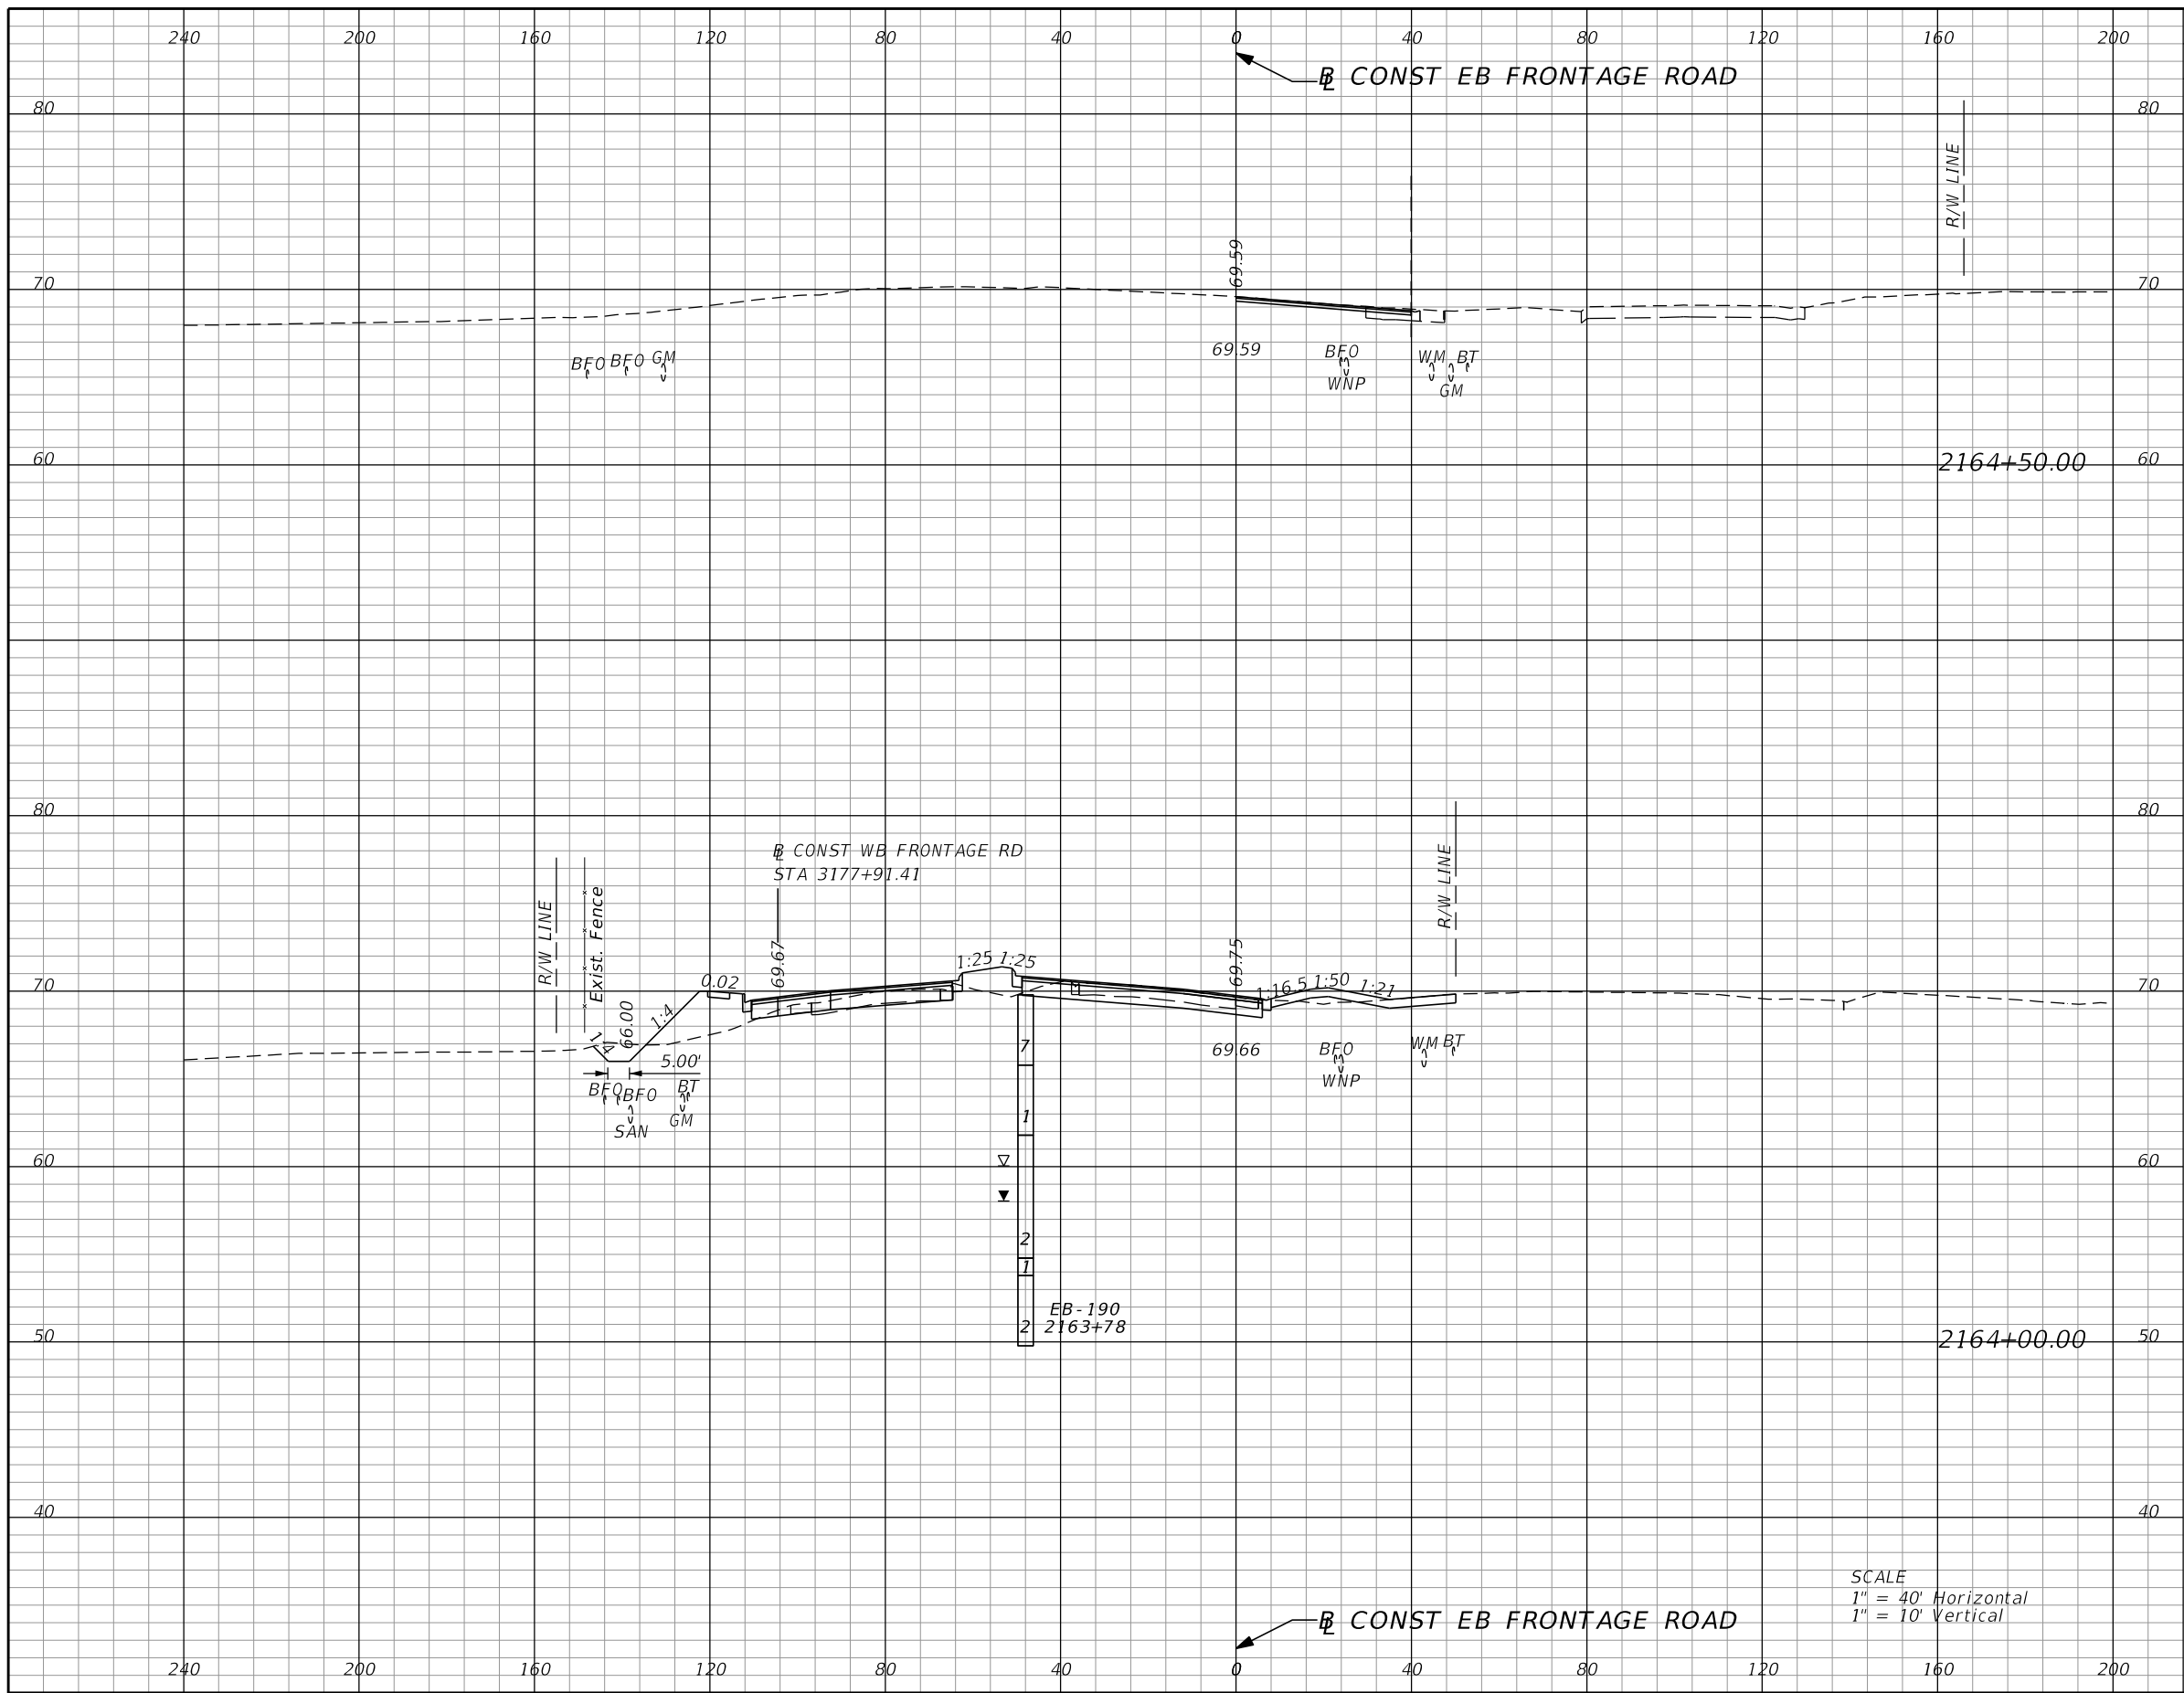 240 200 160 120 80 40 0 40 80 120 160 200
BL CONST EB FRONTAGE ROAD
80 80
R/W LINE
69.59
70 70
69.59
BFO BFO GM
BFO
WNP
WM BT
GM
60 2164+50.00 60
80 80
BL CONST WB FRONTAGE RD
STA 3177+91.41
R/W LINE
Exist. Fence
R/W LINE
69.67
69.75
1:25 1:25
70 70
0.02
1:16.5 1:50 1:21
66.00
1:4
1:4
5.00'
69.66
BFO
WNP
WM BT
BFO BFO
BT
GM
SAN
7
1
60 60
2
1
EB-190
2 2163+78
50 2164+00.00 50
40 40
SCALE
1" = 40' Horizontal
1" = 10' Vertical
BL CONST EB FRONTAGE ROAD
240 200 160 120 80 40 0 40 80 120 160 200